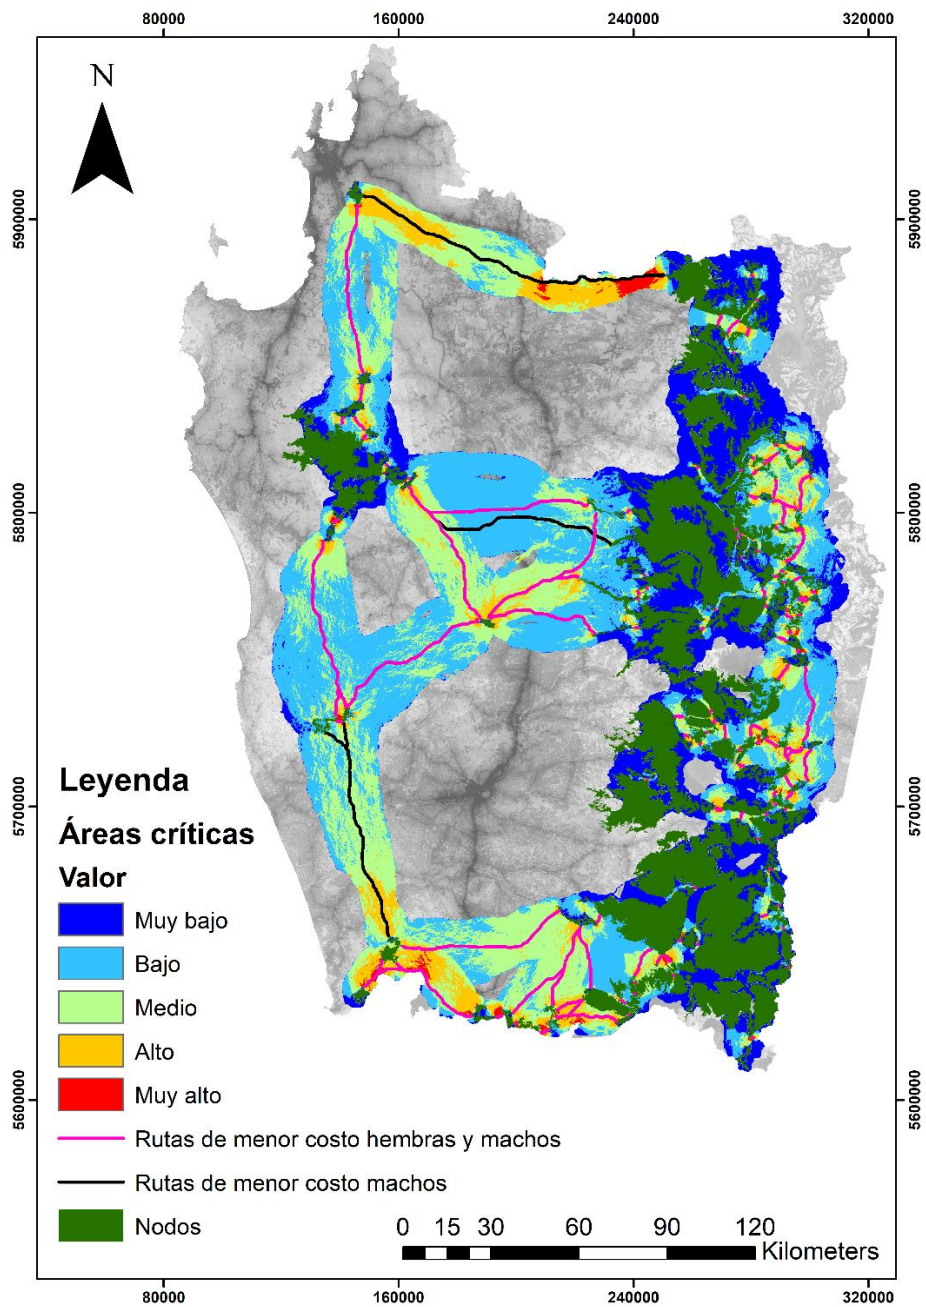 80000 160000 240000 320000
N
5900000 5900000
5800000 5800000
5700000 5700000
Leyenda
Áreas críticas
Valor
Muy bajo
Bajo
Medio
Alto
Muy alto
5600000 5600000
Rutas de menor costo hembras y machos
Rutas de menor costo machos
Nodos
0 15 30 60 90 120
Kilometers
80000 160000 240000 320000